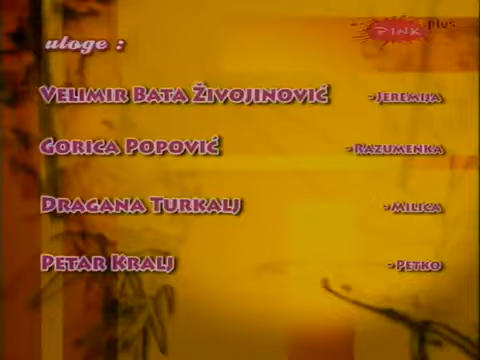 PINK plus
uloge :
VELIMIR BATA ŽIVOJINOVIĆ - JEREMIJA
GORICA POPOVIĆ - RAZUMENKA
DRAGANA TURKALJ - MILICA
PETAR KRALJ - PETKO